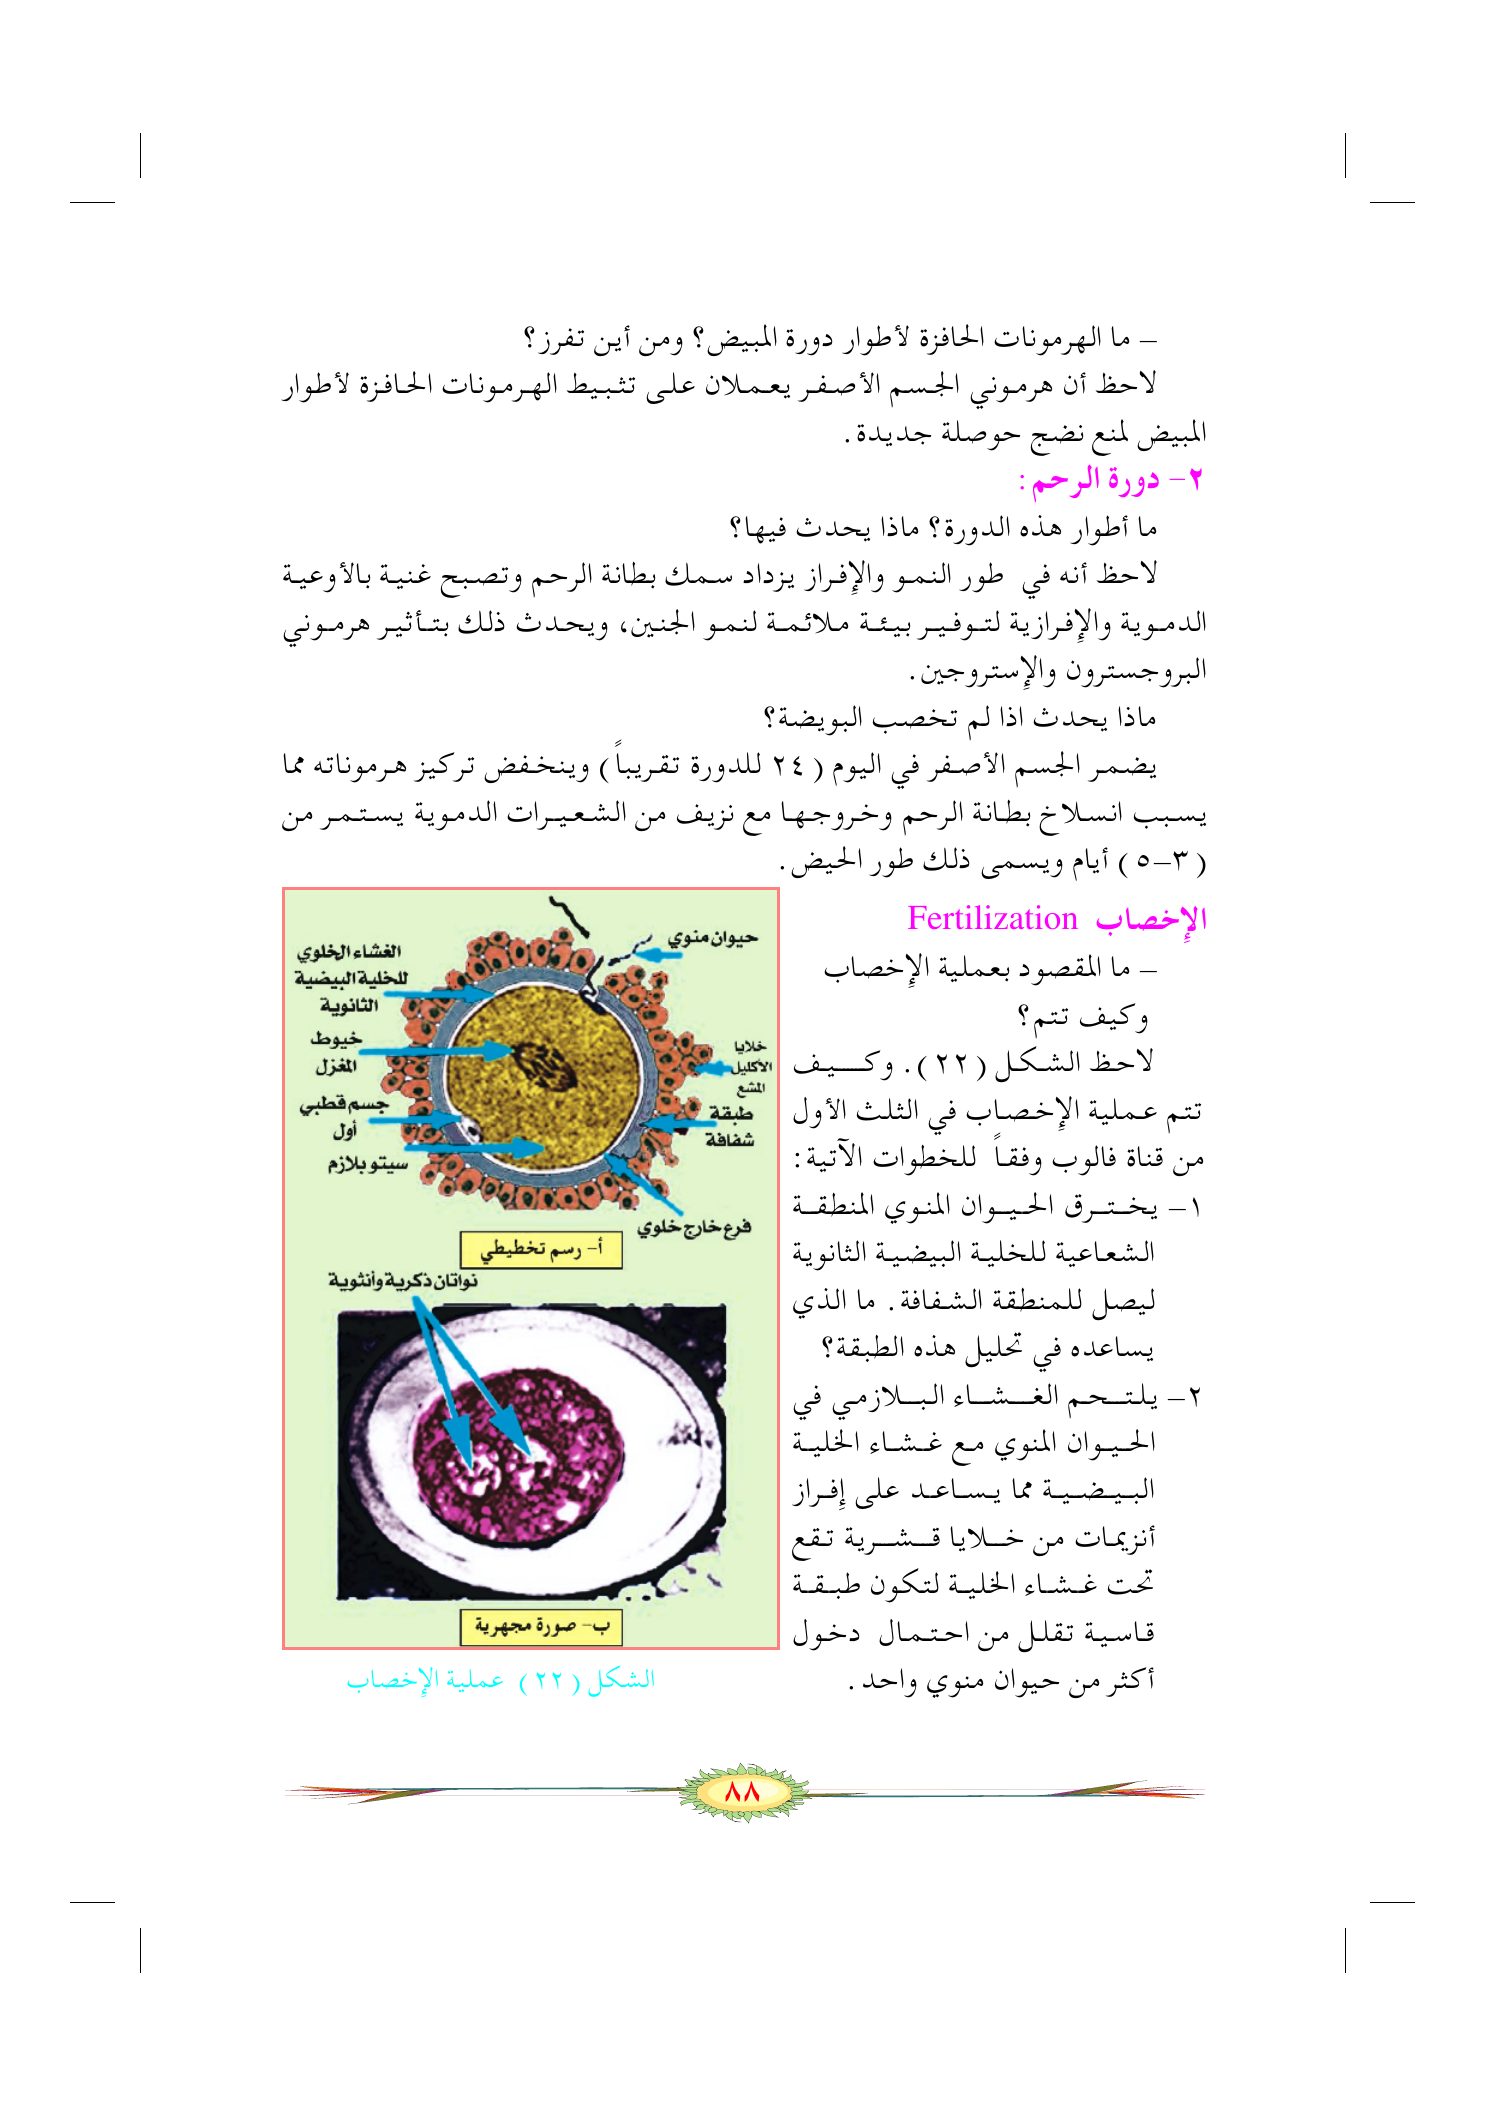 – ما الهرمونات الحافزة لأطوار دورة المبيض؟ ومن أين تفرز؟
لاحظ أن هرموني الجسم الأصفر يعملان على تثبيط الهرمونات الحافزة لأطوار
المبيض لمنع نضج حوصلة جديدة.
٢– دورة الرحم:
ما أطوار هذه الدورة؟ ماذا يحدث فيها؟
لاحظ أنه في طور النمو والإفراز يزداد سمك بطانة الرحم وتصبح غنية بالأوعية
الدموية والإفرازية لتوفير بيئة ملائمة لنمو الجنين، ويحدث ذلك بتأثير هرموني
البروجسترون والإستروجين.
ماذا يحدث اذا لم تخصب البويضة؟
يضمر الجسم الأصفر في اليوم (٢٤ للدورة تقريباً) وينخفض تركيز هرموناته مما
يسبب انسلاخ بطانة الرحم وخروجها مع نزيف من الشعيرات الدموية يستمر من
(٣–٥) أيام ويسمى ذلك طور الحيض.
الإخصاب Fertilization
– ما المقصود بعملية الإخصاب
وكيف تتم؟
لاحظ الشكل (٢٢). وكيف
تتم عملية الإخصاب في الثلث الأول
من قناة فالوب وفقاً للخطوات الآتية:
١– يخترق الحيوان المنوي المنطقة
الشعاعية للخلية البيضية الثانوية
ليصل للمنطقة الشفافة. ما الذي
يساعده في تحليل هذه الطبقة؟
٢– يلتحم الغشاء البلازمي في
الحيوان المنوي مع غشاء الخلية
البيضية مما يساعد على إفراز
أنزيمات من خلايا قشرية تقع
تحت غشاء الخلية لتكون طبقة
قاسية تقلل من احتمال دخول
أكثر من حيوان منوي واحد.
حيوان منوي
خلايا
الأكليل
المشع
طبقة
شفافة
فرع خارج خلوي
الغشاء الخلوي
للخلية البيضية
الثانوية
خيوط
المغزل
جسم قطبي
أول
سيتوبلازم
أ- رسم تخطيطي
نواتان ذكرية وأنثوية
ب- صورة مجهرية
الشكل (٢٢) عملية الإخصاب
٨٨